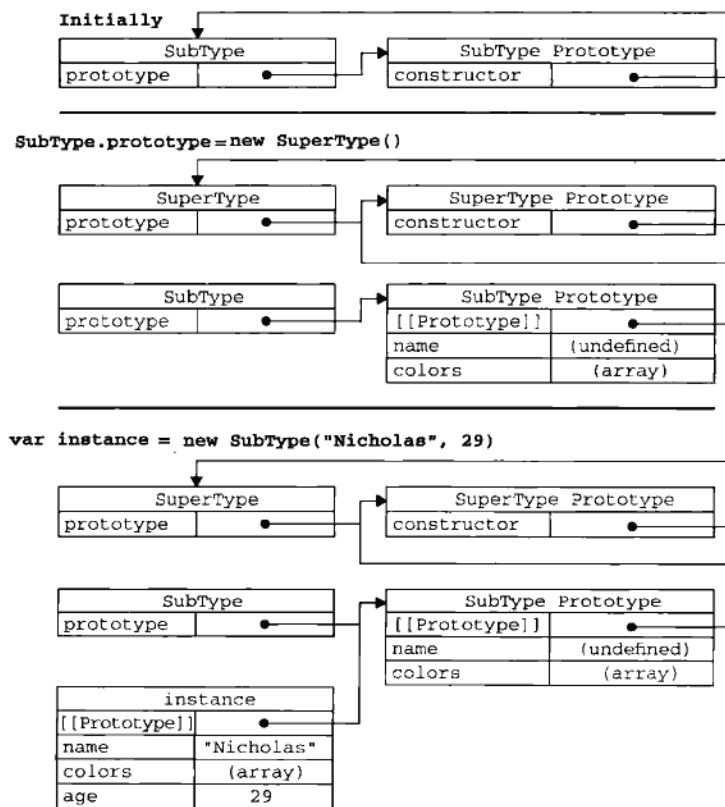 Initially
SubType
SubType Prototype
prototype
constructor
SubType.prototype=new SuperType()
SuperType
SuperType Prototype
prototype
constructor
SubType
SubType Prototype
prototype
[[Prototype]]
name
(undefined)
colors
(array)
var instance = new SubType("Nicholas", 29)
SuperType
SuperType Prototype
prototype
constructor
SubType
SubType Prototype
prototype
[[Prototype]]
name
(undefined)
colors
(array)
instance
[[Prototype]]
name
"Nicholas"
colors
(array)
age
29